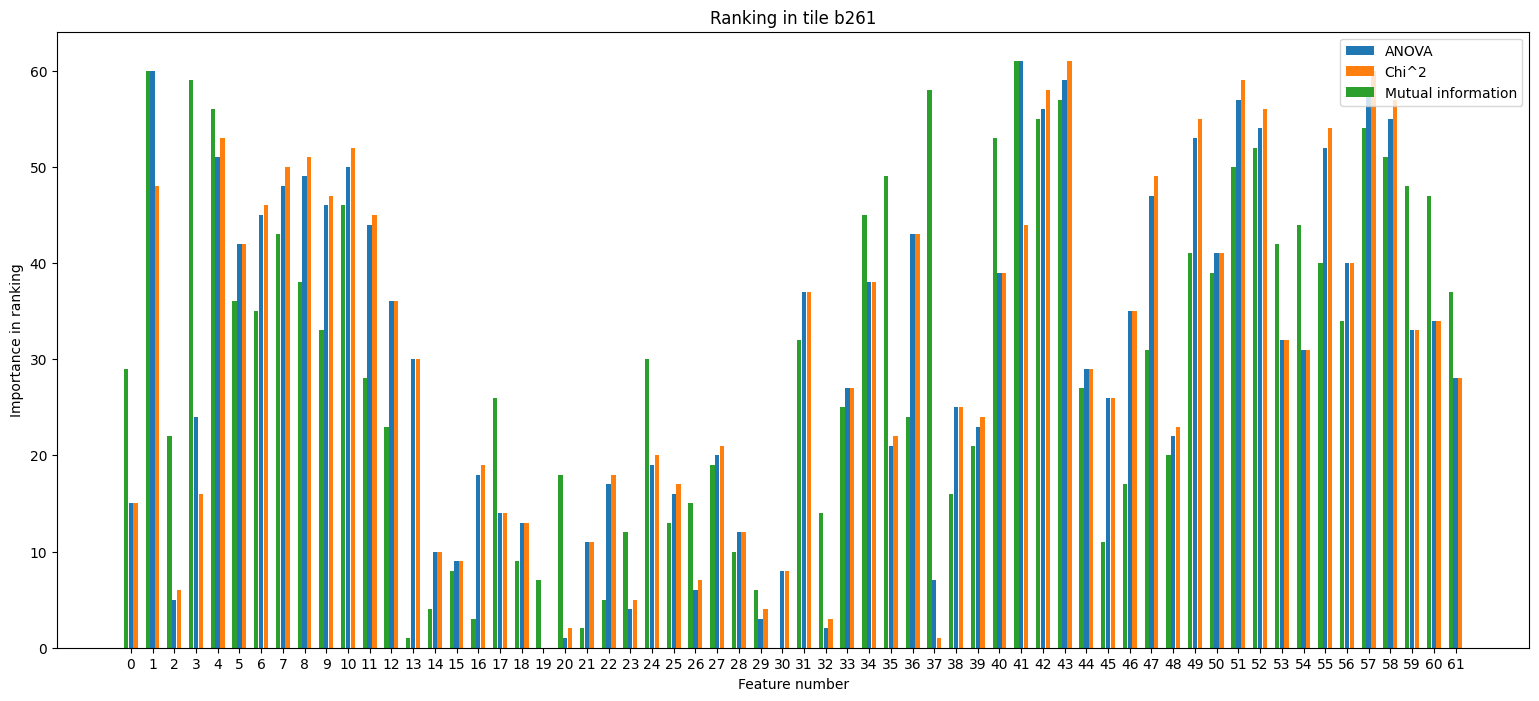 Ranking in tile b261
ANOVA
Chi^2
Mutual information
Importance in ranking
60
50
40
30
20
10
0
0 1 2 3 4 5 6 7 8 9 10 11 12 13 14 15 16 17 18 19 20 21 22 23 24 25 26 27 28 29 30 31 32 33 34 35 36 37 38 39 40 41 42 43 44 45 46 47 48 49 50 51 52 53 54 55 56 57 58 59 60 61
Feature number